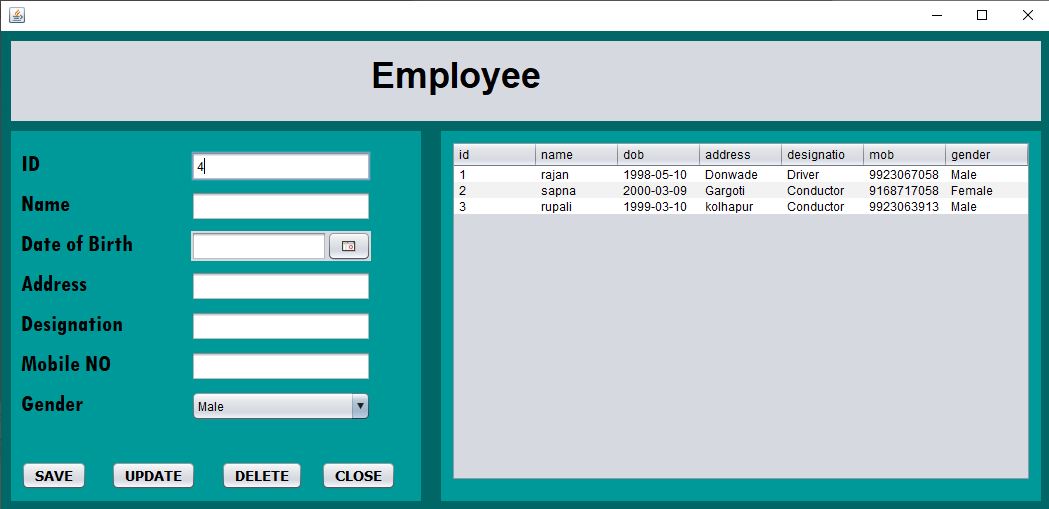 Employee
ID 4
Name
Date of Birth
Address
Designation
Mobile NO
Gender Male
SAVE UPDATE DELETE CLOSE
id name dob address designatio mob gender
1 rajan 1998-05-10 Donwade Driver 9923067058 Male
2 sapna 2000-03-09 Gargoti Conductor 9168717058 Female
3 rupali 1999-03-10 kolhapur Conductor 9923063913 Male